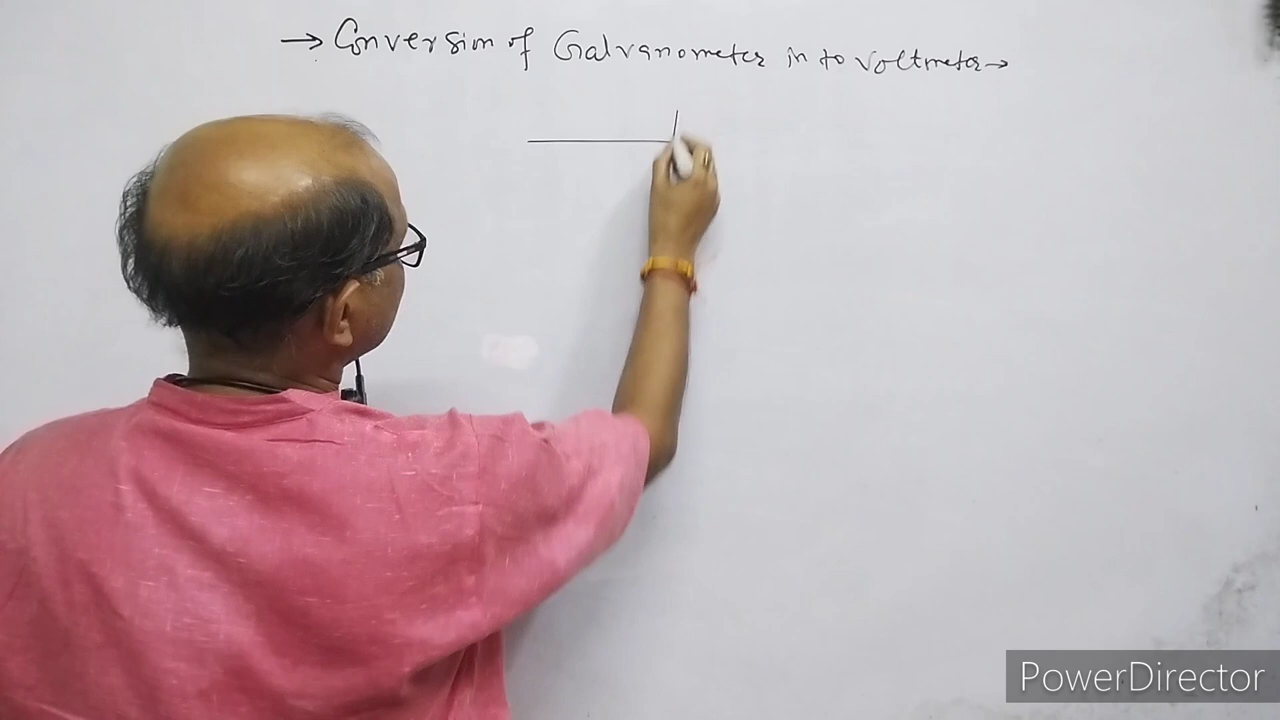 → Conversion of Galvanometer in to Voltmeter →
PowerDirector